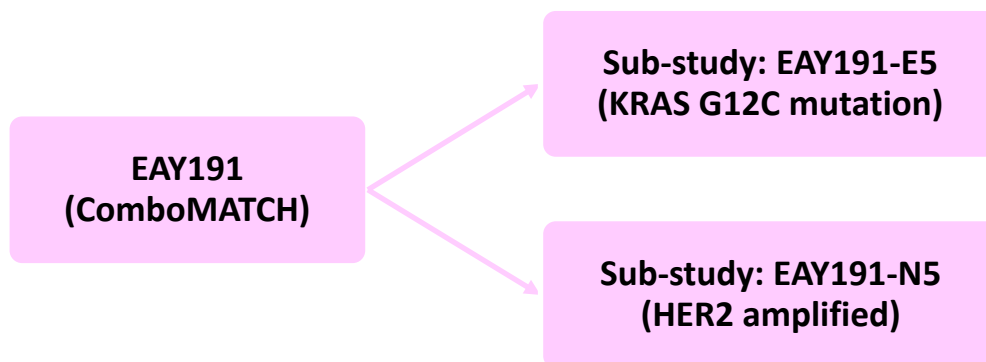 Sub-study: EAY191-E5
(KRAS G12C mutation)
EAY191
(ComboMATCH)
Sub-study: EAY191-N5
(HER2 amplified)